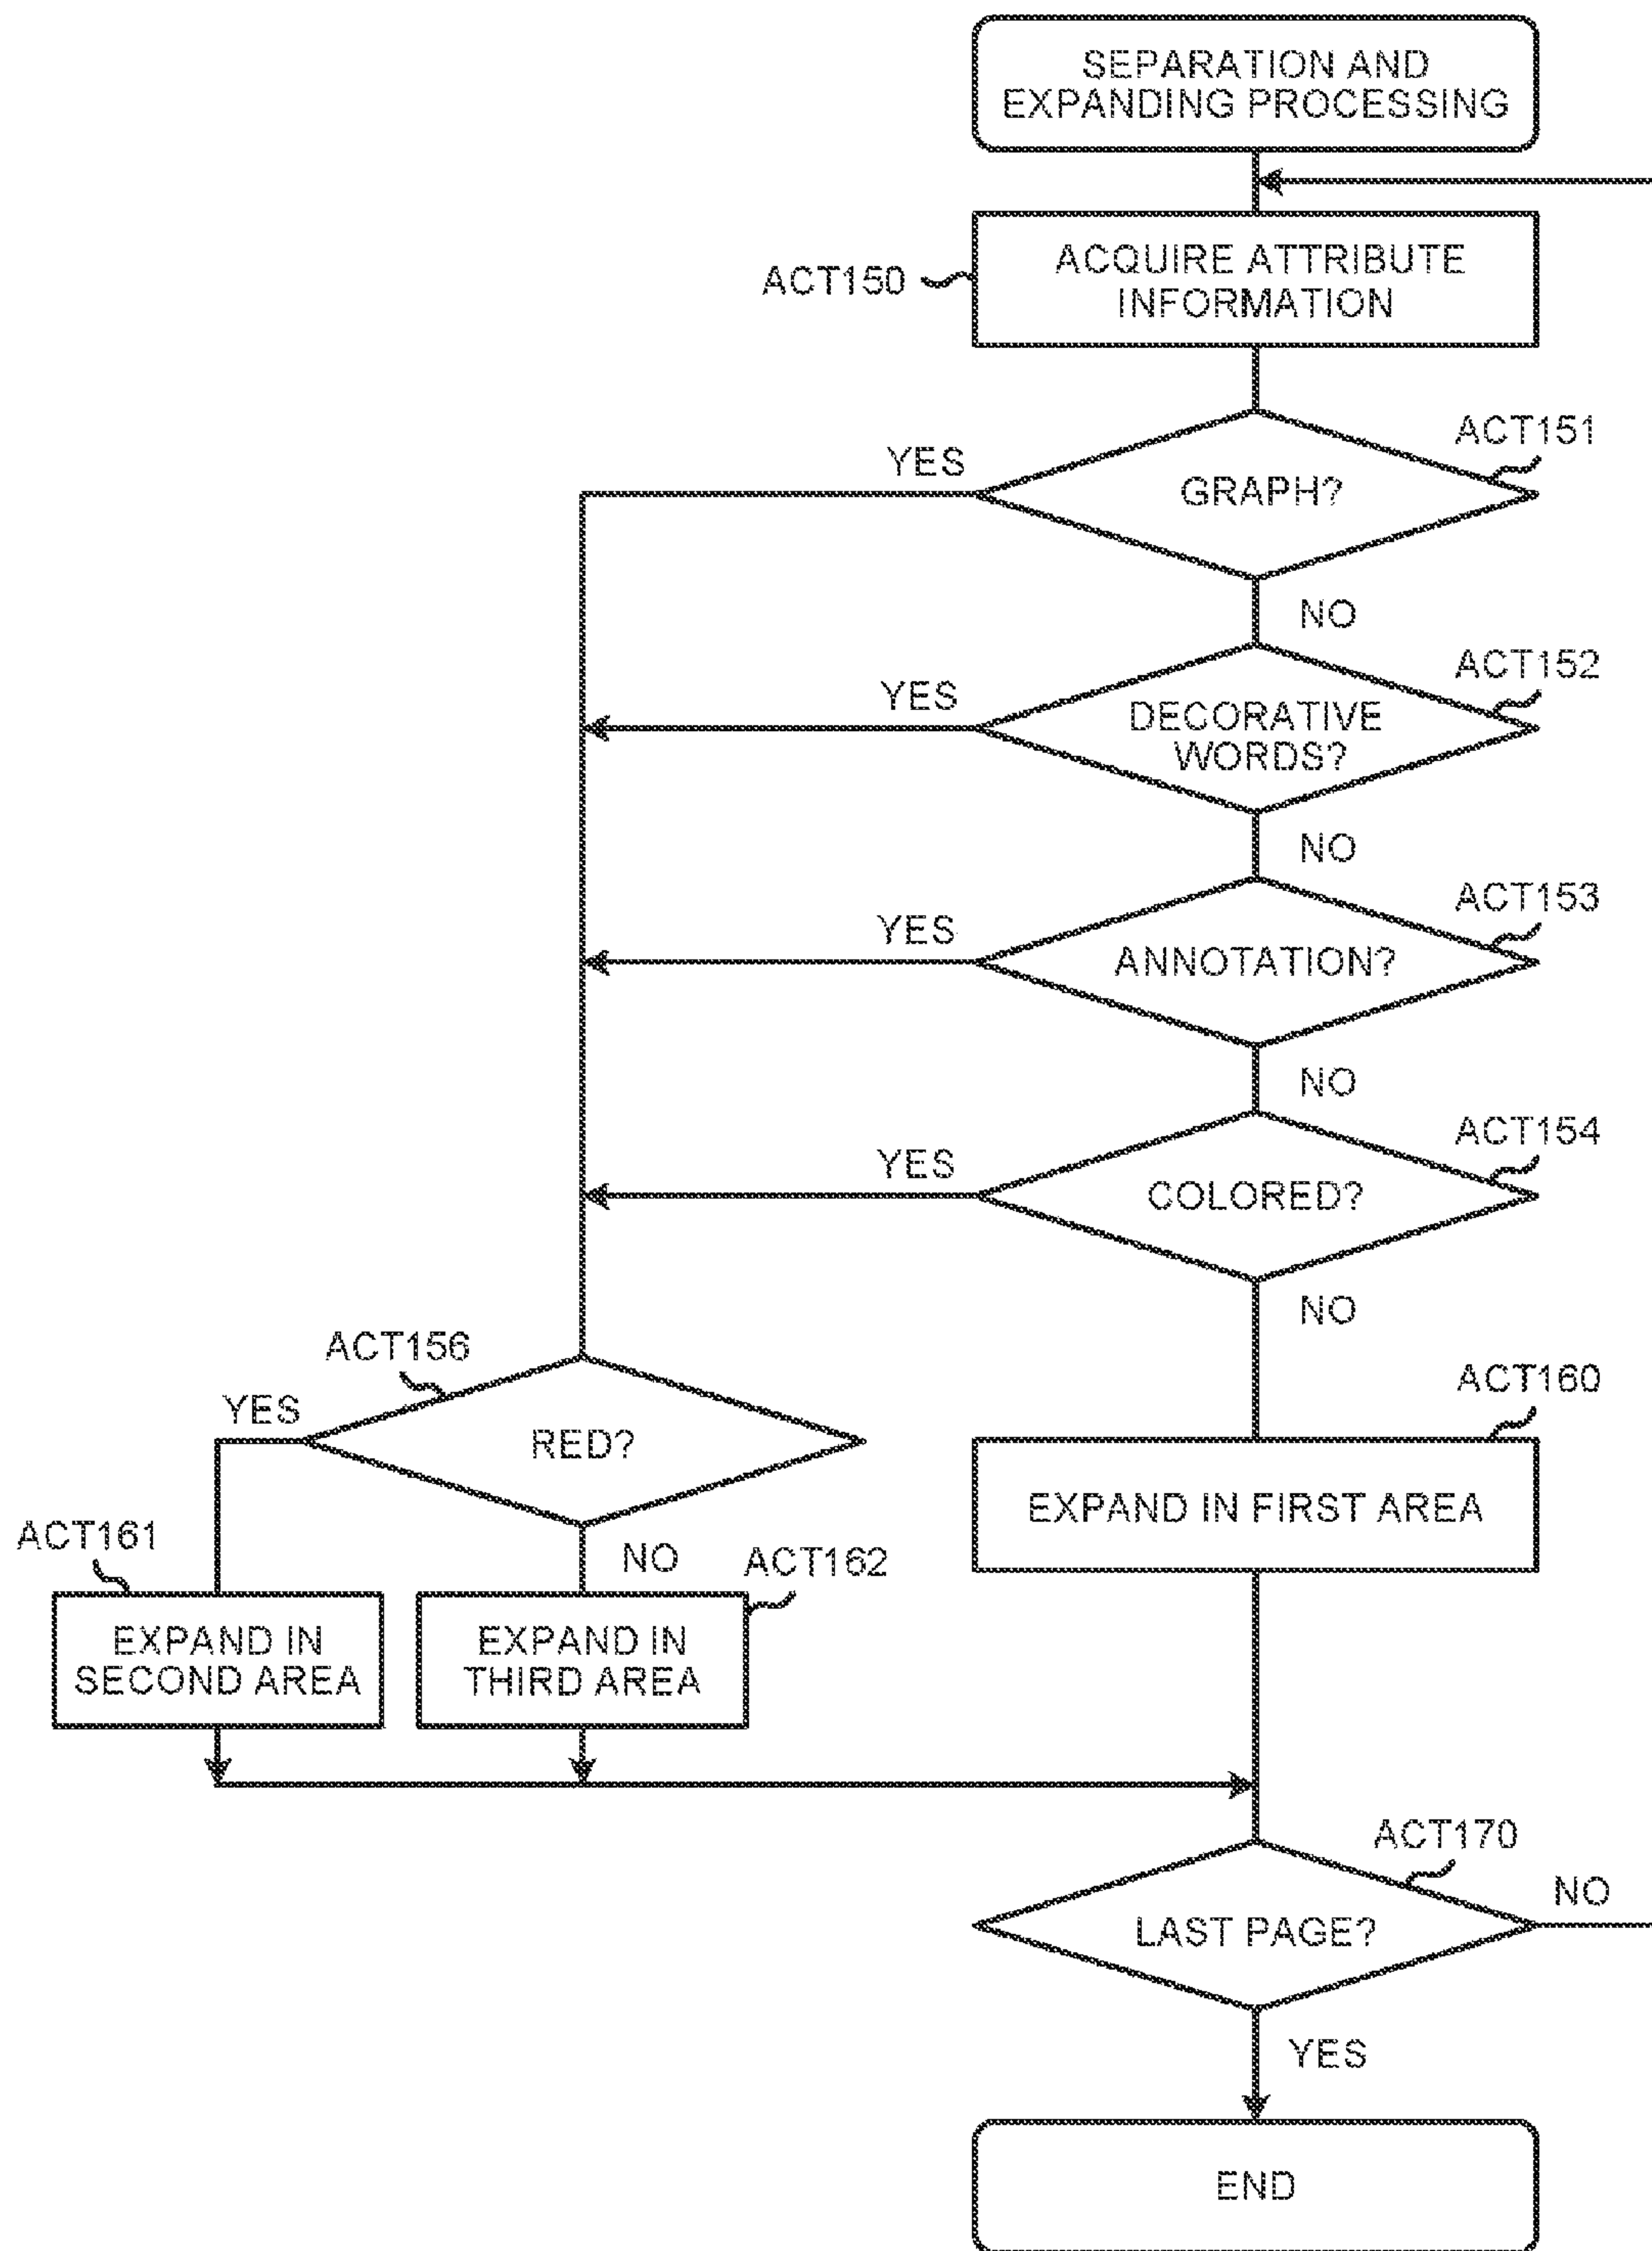 SEPARATION AND
EXPANDING PROCESSING
ACT150
ACQUIRE ATTRIBUTE
INFORMATION
ACT151
YES
GRAPH?
NO
ACT152
YES
DECORATIVE
WORDS?
NO
ACT153
YES
ANNOTATION?
NO
ACT154
YES
COLORED?
NO
ACT156
YES
RED?
NO
ACT160
EXPAND IN FIRST AREA
ACT161
EXPAND IN
SECOND AREA
ACT162
EXPAND IN
THIRD AREA
ACT170
LAST PAGE?
NO
YES
END